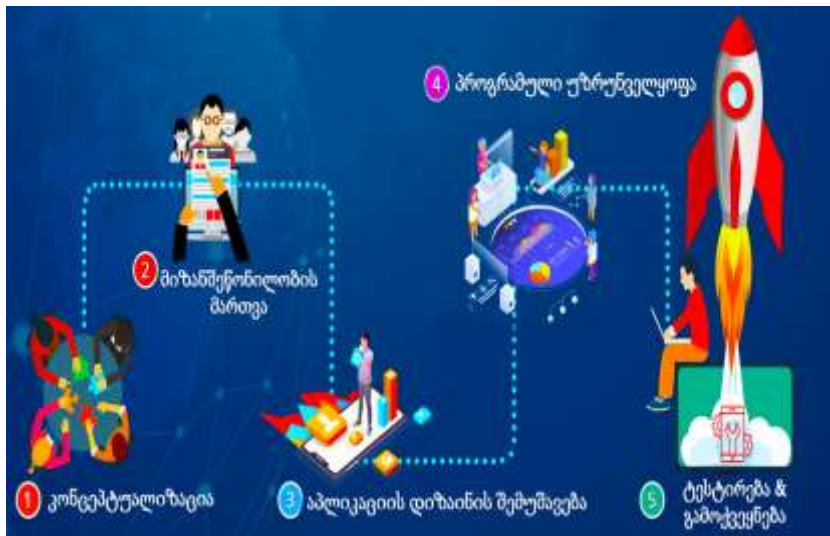 1 კონცეპტუალიზაცია
2 მიზანშეწონილობის
მართვა
3 აპლიკაციის დიზაინის შემუშავება
4 პროგრამული უზრუნველყოფა
5 ტესტირება &
გამოქვეყნება